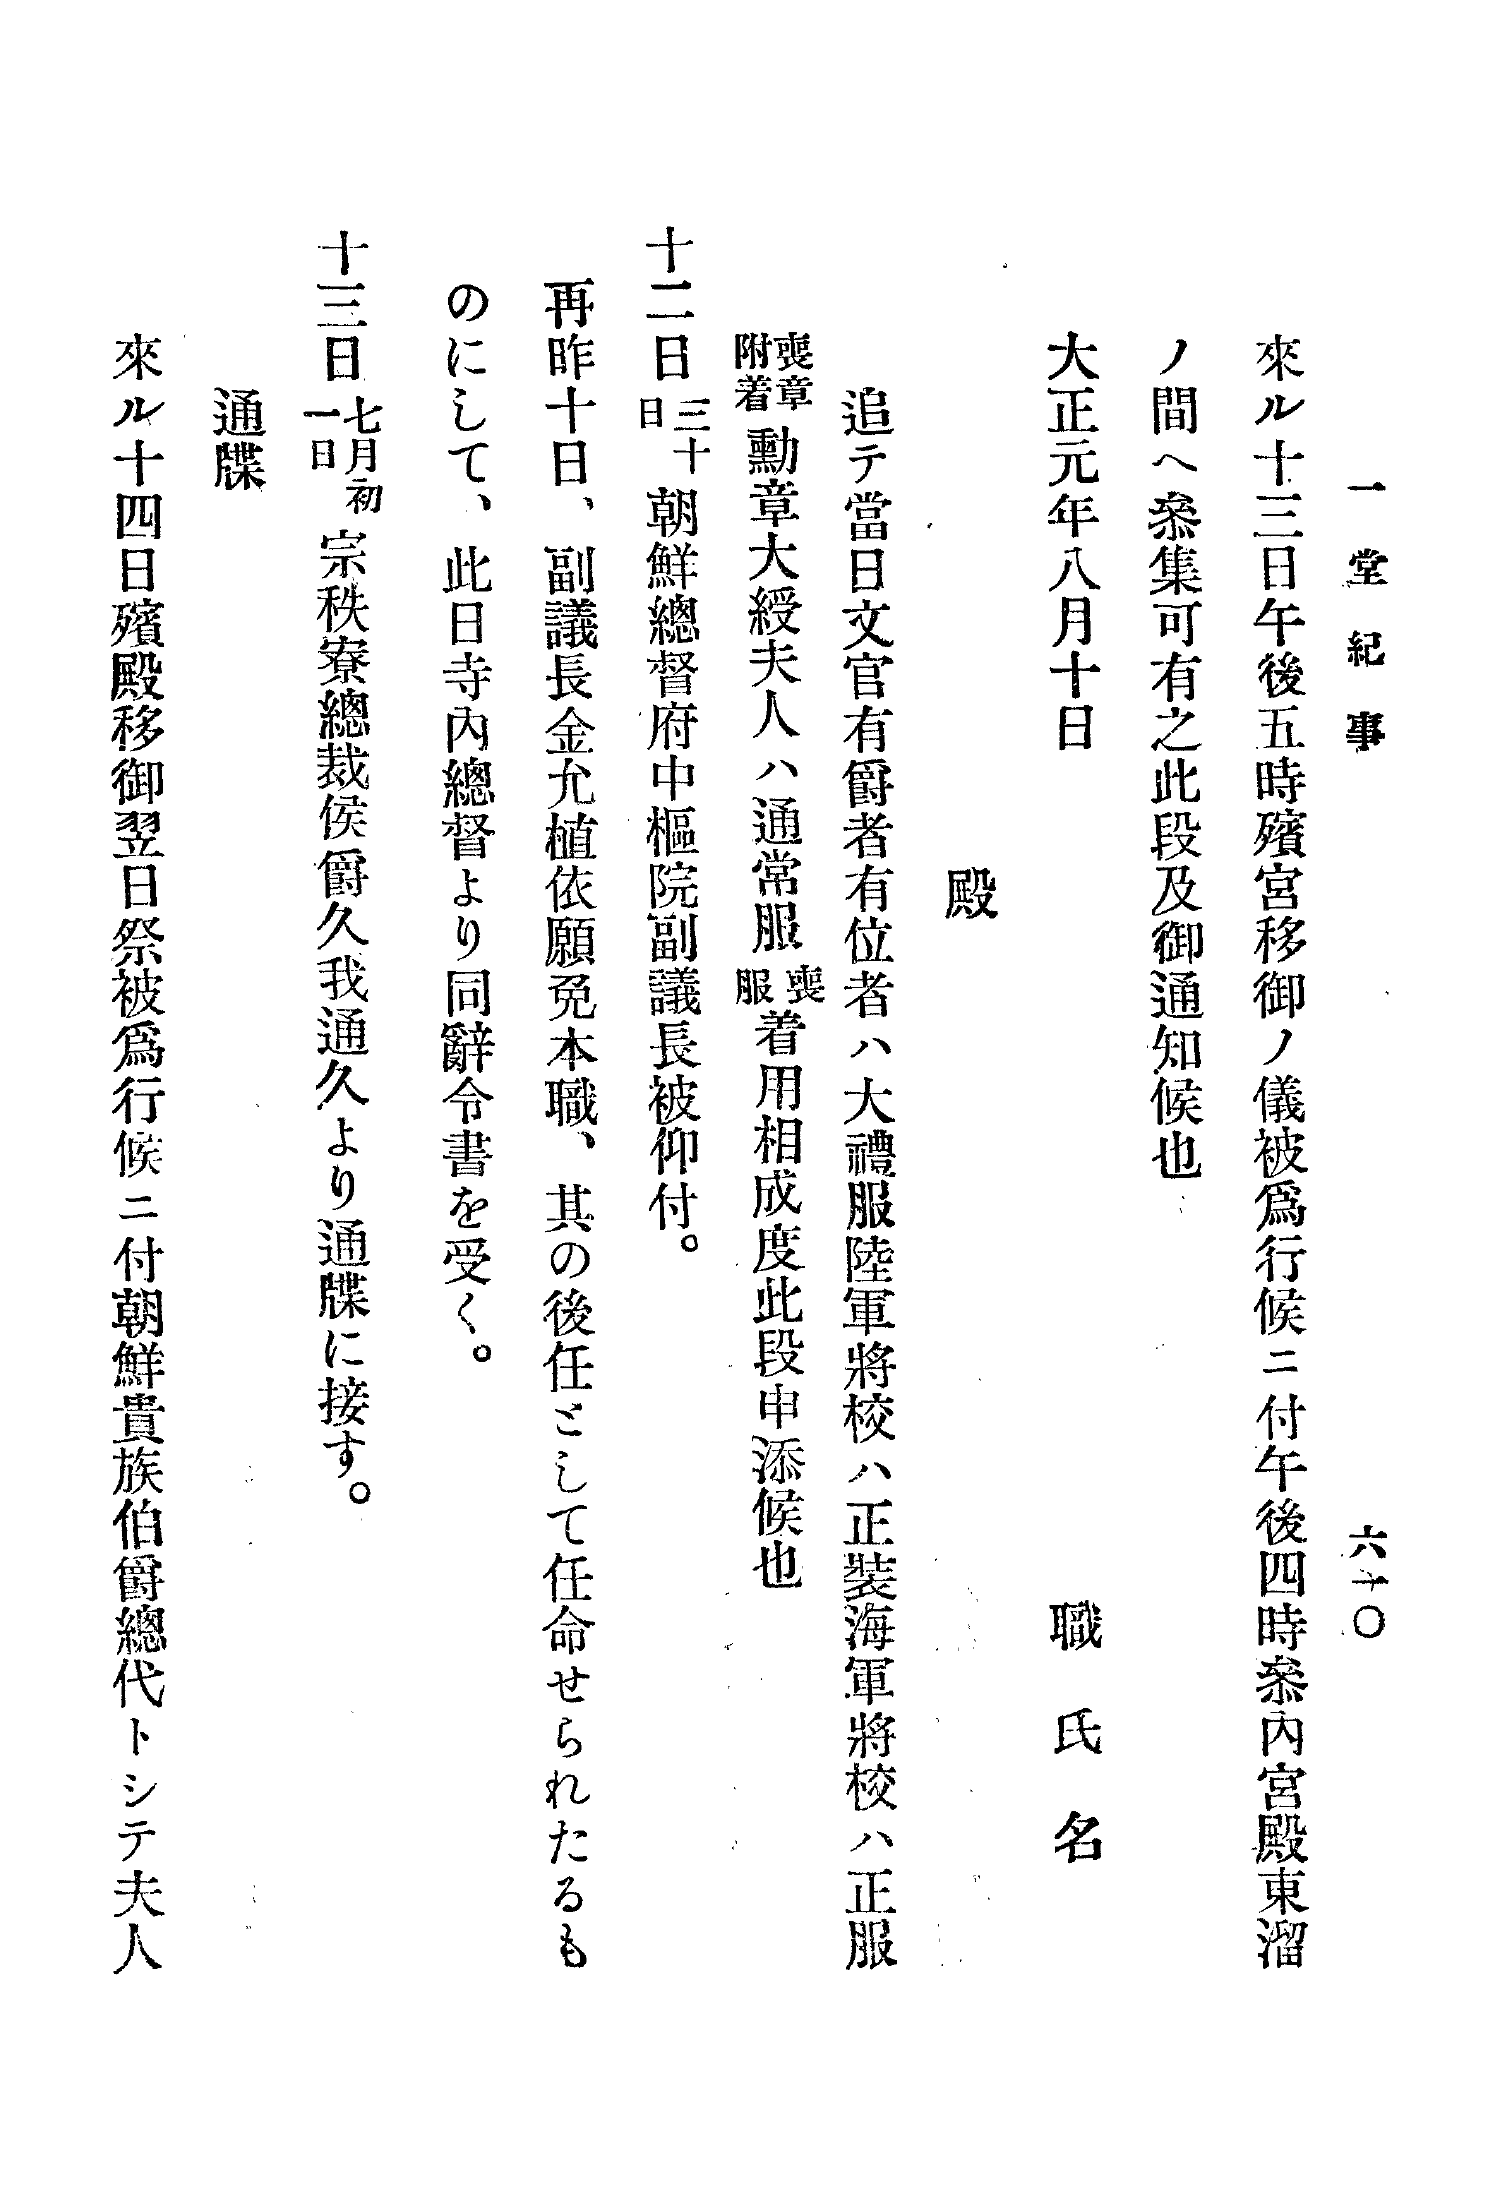 一堂紀事
六一〇
來ル十三日午後五時殯宮移御ノ儀被爲行候ニ付午後四時參內宮殿東溜
ノ間ヘ參集可有之此段及御通知候也
大正元年八月十日
職氏名
殿
追テ當日文官有爵者有位者ハ大禮服陸軍將校ハ正裝海軍將校ハ正服
喪章附着勳章大綬夫人ハ通常服喪服着用相成度此段申添候也
十二日三十日朝鮮總督府中樞院副議長被仰付。
再昨十日、副議長金允植依願免本職、其の後任として任命せられたるも
のにして、此日寺內總督より同辭令書を受く。
十三日七月初一日宗秩寮總裁侯爵久我通久より通牒に接す。
通牒
來ル十四日殯殿移御翌日祭被爲行候ニ付朝鮮貴族伯爵總代トシテ夫人